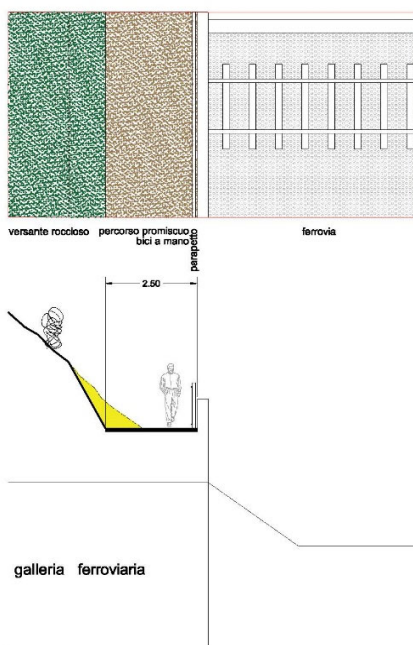 versante roccioso
percorso promiscuo
bici a mano
parapetto
ferrovia
2.50
galleria ferroviaria